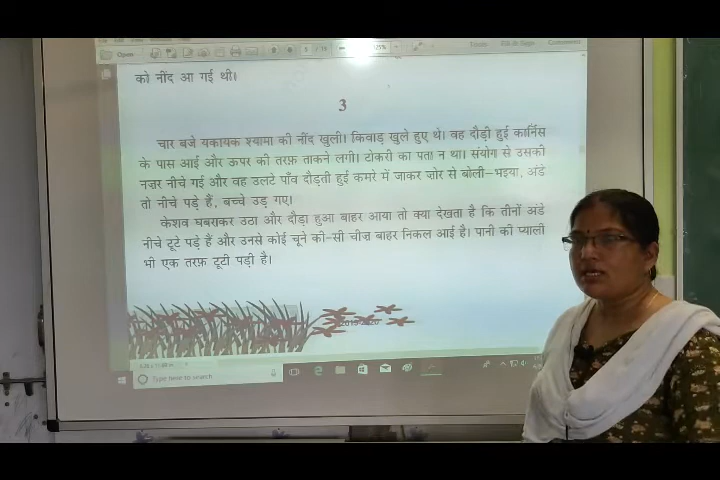 Open
125%
Comment
को नींद आ गई थी।
3
चार बजे यकायक श्यामा की नींद खुली। किवाड़ खुले हुए थे। वह दौड़ी हुई कार्निस
के पास आई और ऊपर की तरफ़ ताकने लगी। टोकरी का पता न था। संयोग से उसकी
नज़र नीचे गई और वह उलटे पाँव दौड़ती हुई कमरे में जाकर ज़ोर से बोली–भइया, अंडे
तो नीचे पड़े हैं, बच्चे उड़ गए।
केशव घबराकर उठा और दौड़ा हुआ बाहर आया तो क्या देखता है कि तीनों अंडे
नीचे टूटे पड़े हैं और उनसे कोई चूने की-सी चीज़ बाहर निकल आई है। पानी की प्याली
भी एक तरफ़ टूटी पड़ी है।
Type here to search